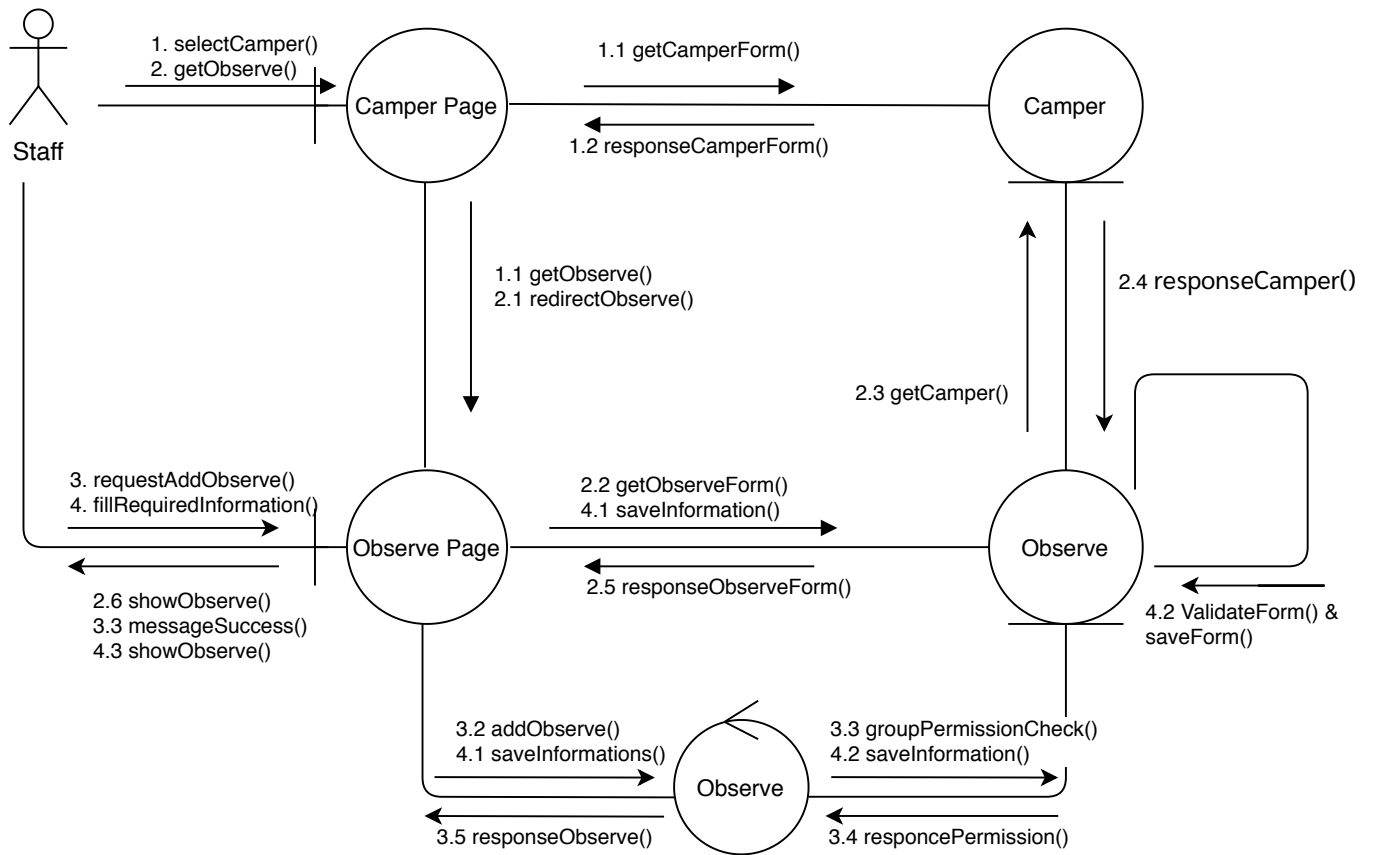 1. selectCamper()
2. getObserve()
1.1 getCamperForm()
Camper Page
Camper
1.2 responseCamperForm()
Staff
1.1 getObserve()
2.1 redirectObserve()
2.4 responseCamper()
2.3 getCamper()
3. requestAddObserve()
4. fillRequiredInformation()
2.2 getObserveForm()
4.1 saveInformation()
Observe Page
Observe
2.5 responseObserveForm()
2.6 showObserve()
3.3 messageSuccess()
4.3 showObserve()
4.2 ValidateForm() &
saveForm()
3.2 addObserve()
4.1 saveInformations()
3.3 groupPermissionCheck()
4.2 saveInformation()
Observe
3.5 responseObserve()
3.4 responcePermission()